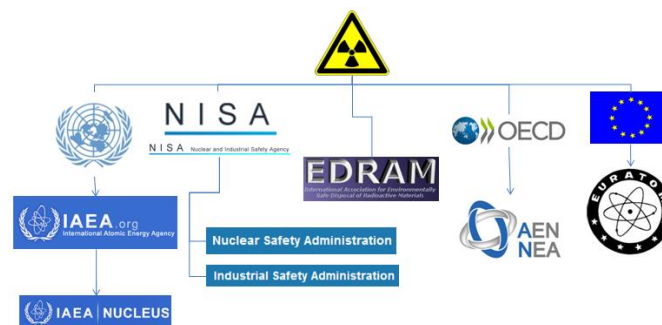 NISA
NISA Nuclear and Industrial Safety Agency
OECD
EDRAM
International Association for Environmentally
Safe Disposal of Radioactive Materials
IAEA.org
International Atomic Energy Agency
Nuclear Safety Administration
Industrial Safety Administration
AEN
NEA
EURATOM
IAEA NUCLEUS